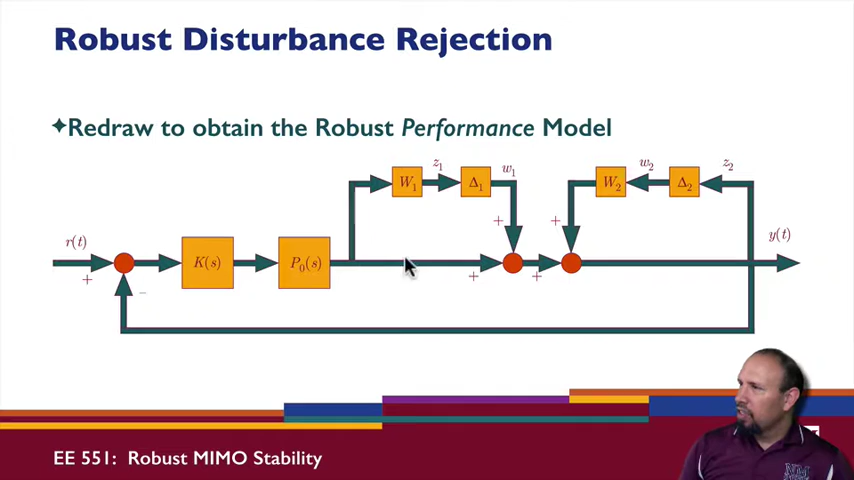 Robust Disturbance Rejection
✦Redraw to obtain the Robust Performance Model
z₁ w₁ w₂ z₂
W₁ Δ₁ W₂ Δ₂
r(t) + + y(t)
K(s) P₀(s)
+ − + +
EE 551: Robust MIMO Stability
NM